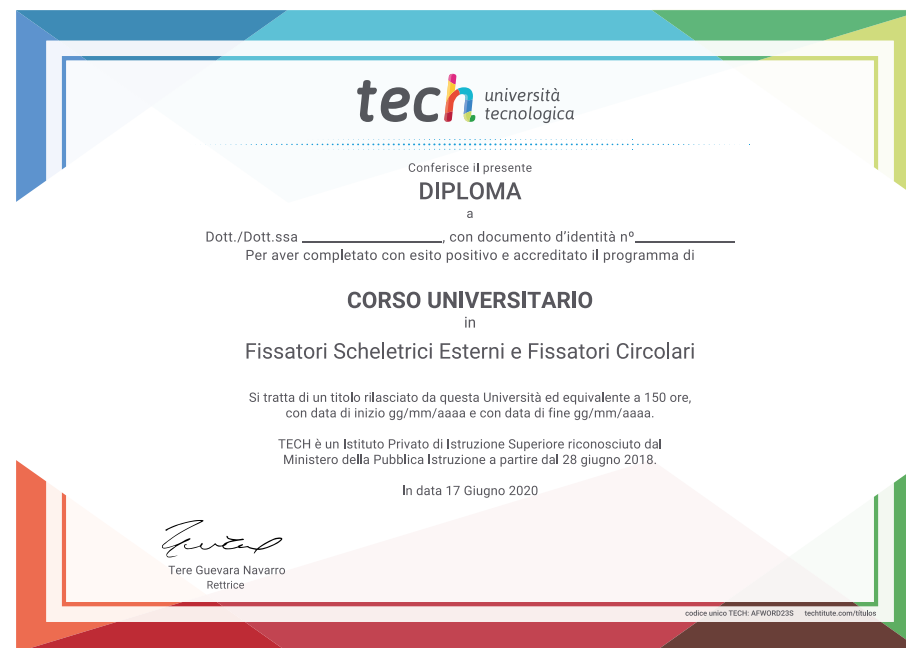 tech università
tecnologica
Conferisce il presente
DIPLOMA
a
Dott./Dott.ssa ____________________, con documento d'identità nº______________
Per aver completato con esito positivo e accreditato il programma di
CORSO UNIVERSITARIO
in
Fissatori Scheletrici Esterni e Fissatori Circolari
Si tratta di un titolo rilasciato da questa Università ed equivalente a 150 ore,
con data di inizio gg/mm/aaaa e con data di fine gg/mm/aaaa.
TECH è un Istituto Privato di Istruzione Superiore riconosciuto dal
Ministero della Pubblica Istruzione a partire dal 28 giugno 2018.
In data 17 Giugno 2020
Tere Guevara Navarro
Rettrice
codice unico TECH: AFWORD23S techtitute.com/títulos